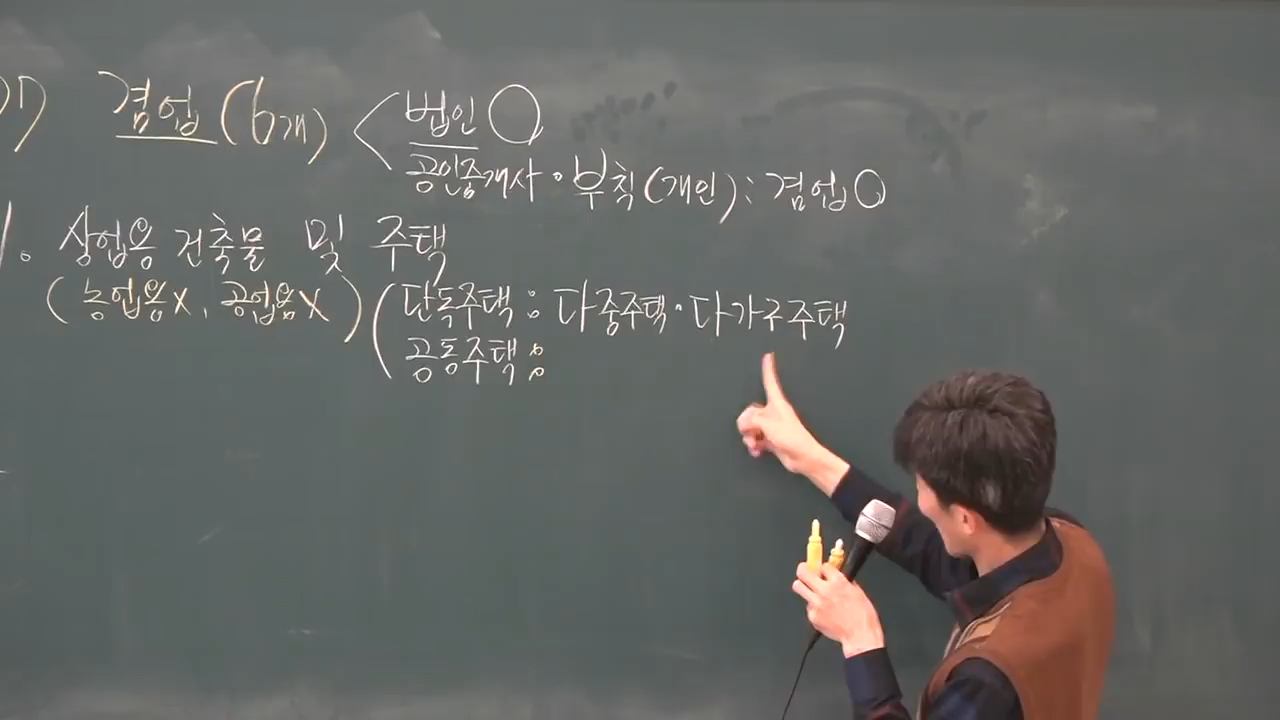 겸업 (6개) < 법인 ○
공인중개사·부칙(개인): 겸업○
1. 상업용 건축물 및 주택
(농업용X, 공업용X)
(단독주택 : 다중주택·다가구주택
공동주택 :